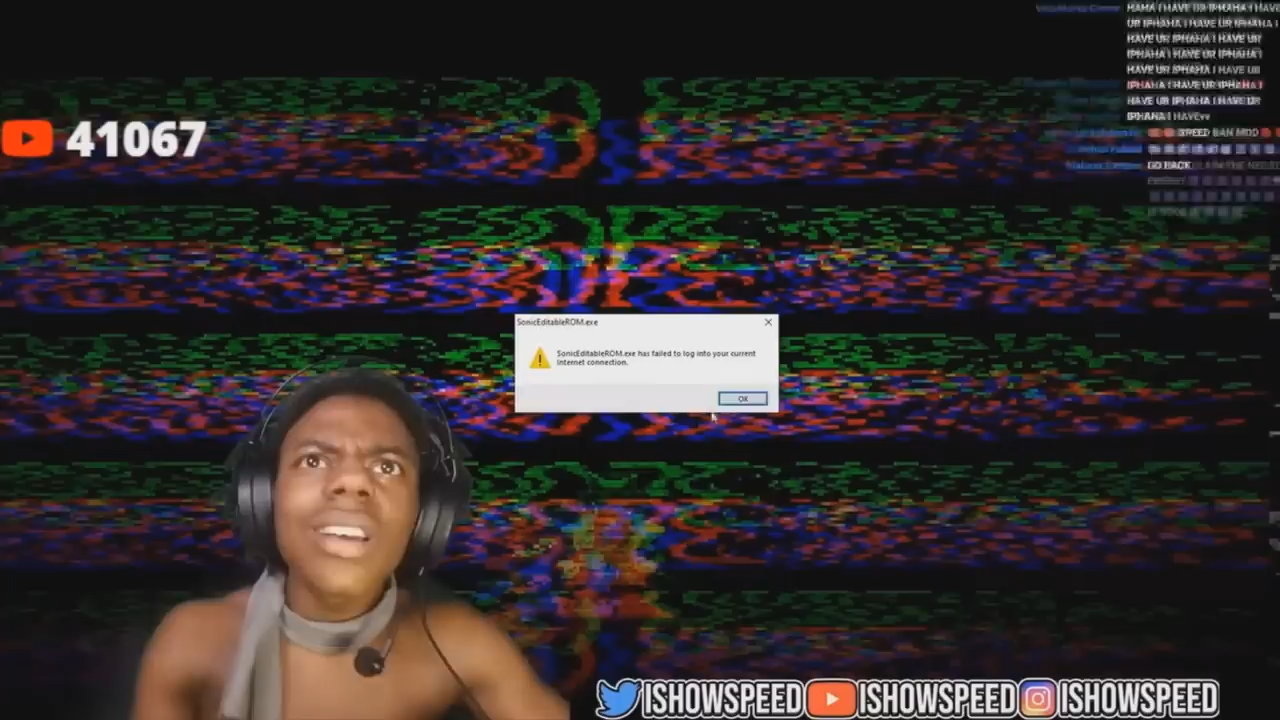 HAHA I HAVE UR IPHAHA I HAVE
UR IPHAHA I HAVE UR IPHAHA I
HAVE UR IPHAHA I HAVE UR
IPHAHA I HAVE UR IPHAHA I
HAVE UR IPHAHA I HAVE UR
IPHAHA I HAVE UR IPHAHA I
HAVE UR IPHAHA I HAVE UR
IPHAHA I HAVE
41067
SPEED BAN MOD
GO BACK
SonicEditableROM.exe
SonicEditableROM.exe has failed to log into your current
Internet connection.
OK
ISHOWSPEED ISHOWSPEED ISHOWSPEED